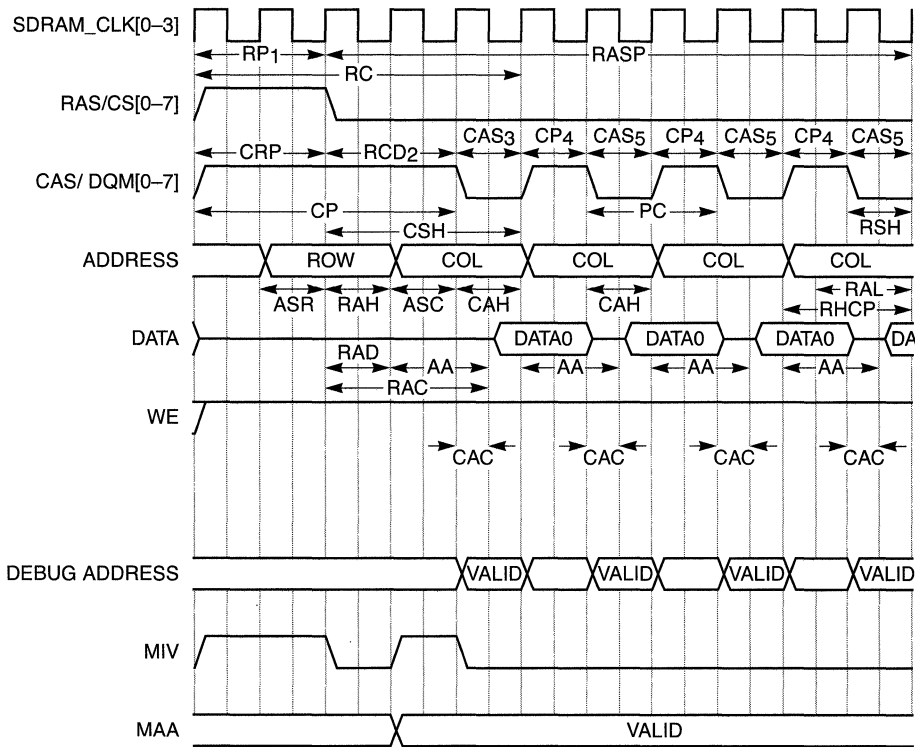 SDRAM_CLK[0–3]
RP1 RASP
RC
RAS/CS[0–7]
CAS3 CP4 CAS5 CP4 CAS5 CP4 CAS5
CRP RCD2
CAS/ DQM[0–7]
CP PC
RSH
CSH
ADDRESS ROW COL COL COL COL
ASR RAH ASC CAH CAH RAL
RHCP
DATA DATA0 DATA0 DATA0 DA
RAD AA AA AA AA
RAC
WE
CAC CAC CAC CAC
DEBUG ADDRESS VALID VALID VALID VALID
MIV
MAA VALID